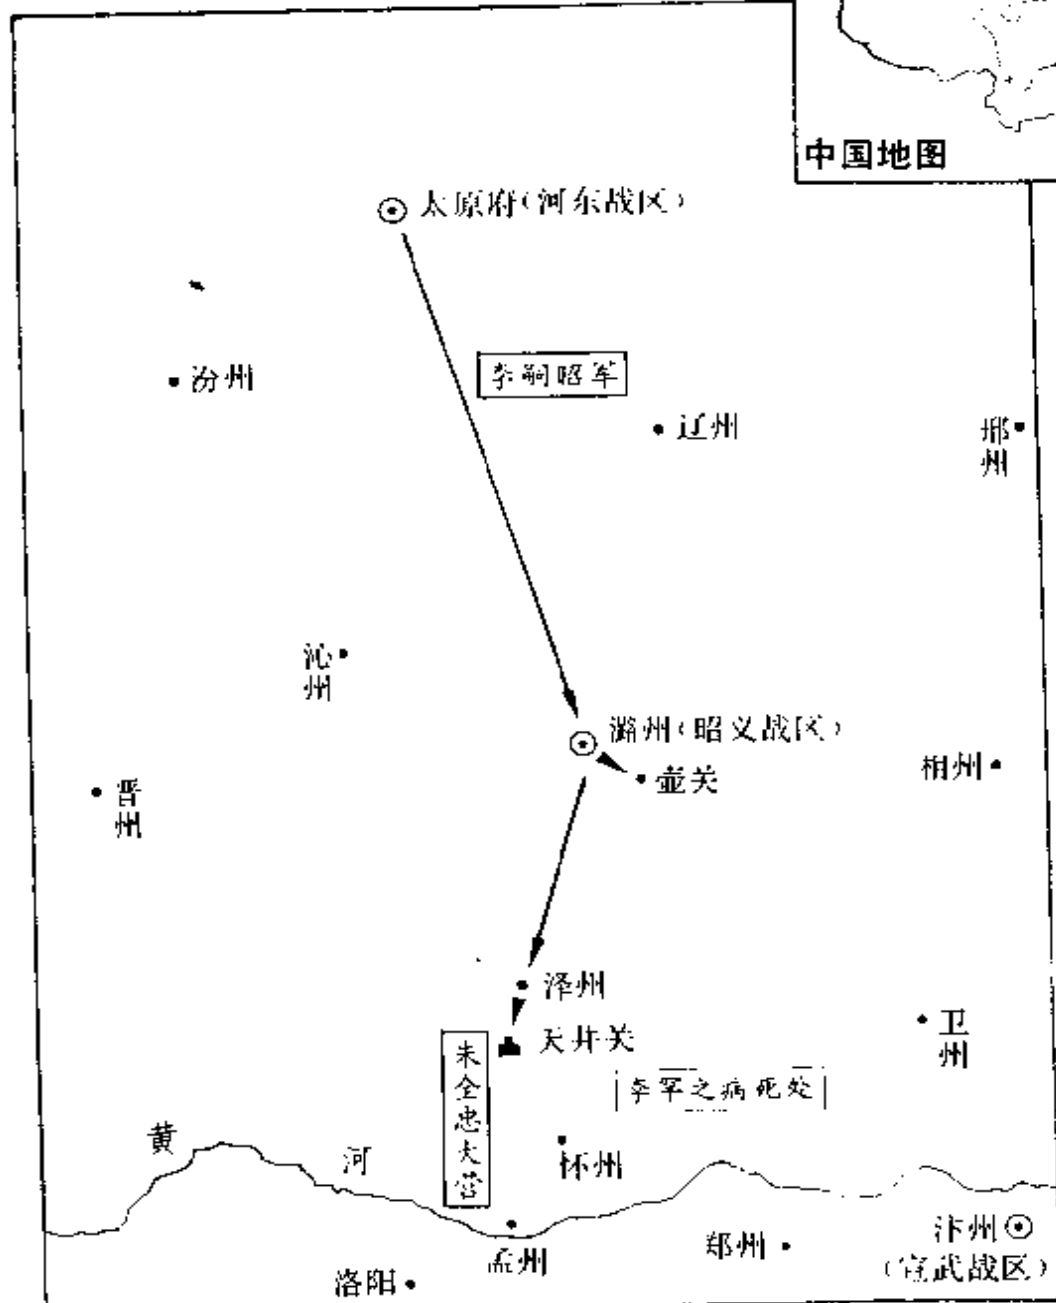 中国地图
太原府(河东战区)
汾州
李嗣昭军
辽州
邢州
沁州
潞州(昭义战区)
壶关
相州
晋州
泽州
天井关
卫州
朱全忠大营
李罕之病死处
黄河
怀州
孟州
郑州
汴州
(宣武战区)
洛阳